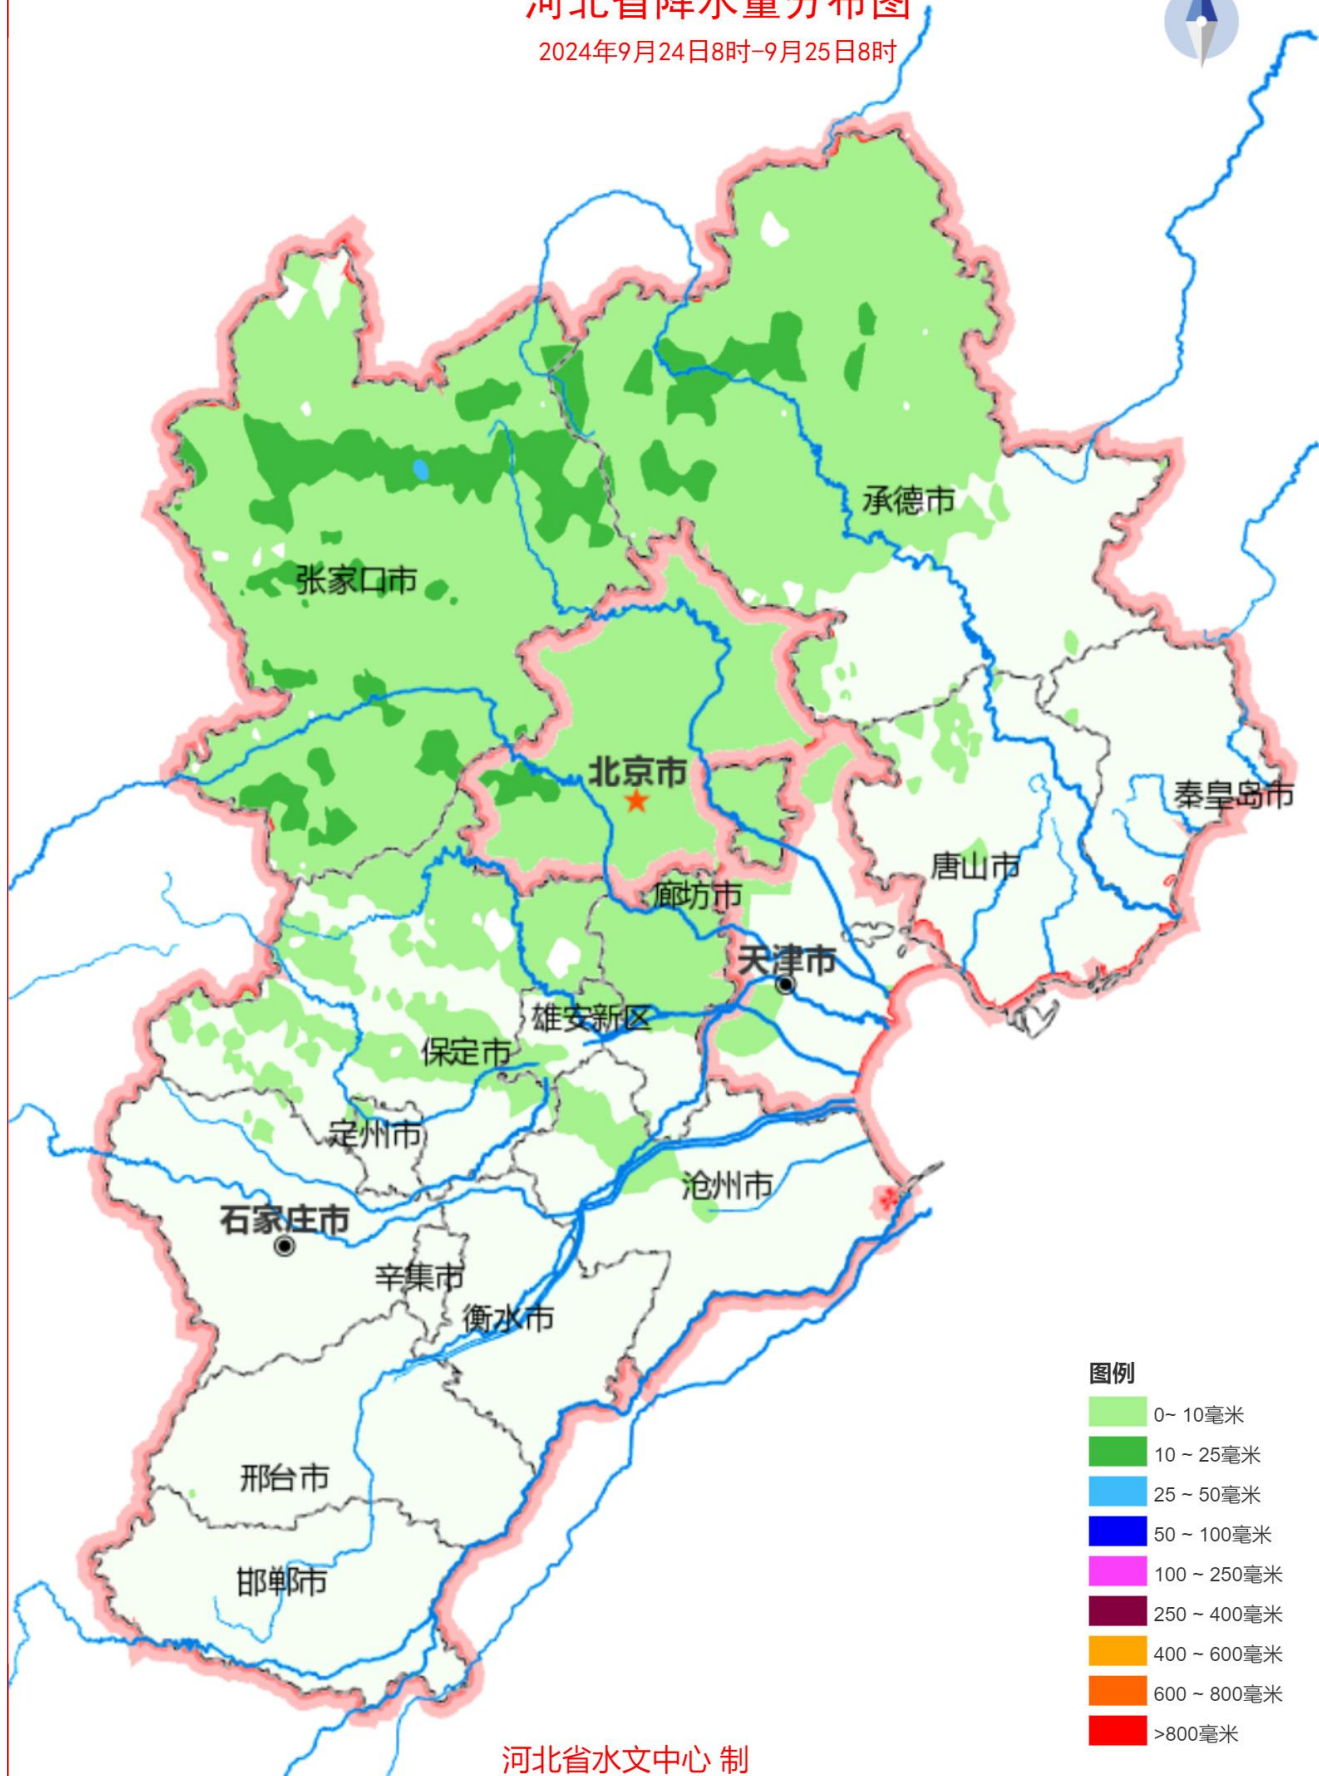 河北省降水量分布图
2024年9月24日8时-9月25日8时
承德市
张家口市
北京市
秦皇岛市
唐山市
廊坊市
天津市
雄安新区
保定市
定州市
沧州市
石家庄市
辛集市
衡水市
邢台市
邯郸市
图例
0~ 10毫米
10 ~ 25毫米
25 ~ 50毫米
50 ~ 100毫米
100 ~ 250毫米
250 ~ 400毫米
400 ~ 600毫米
600 ~ 800毫米
>800毫米
河北省水文中心 制